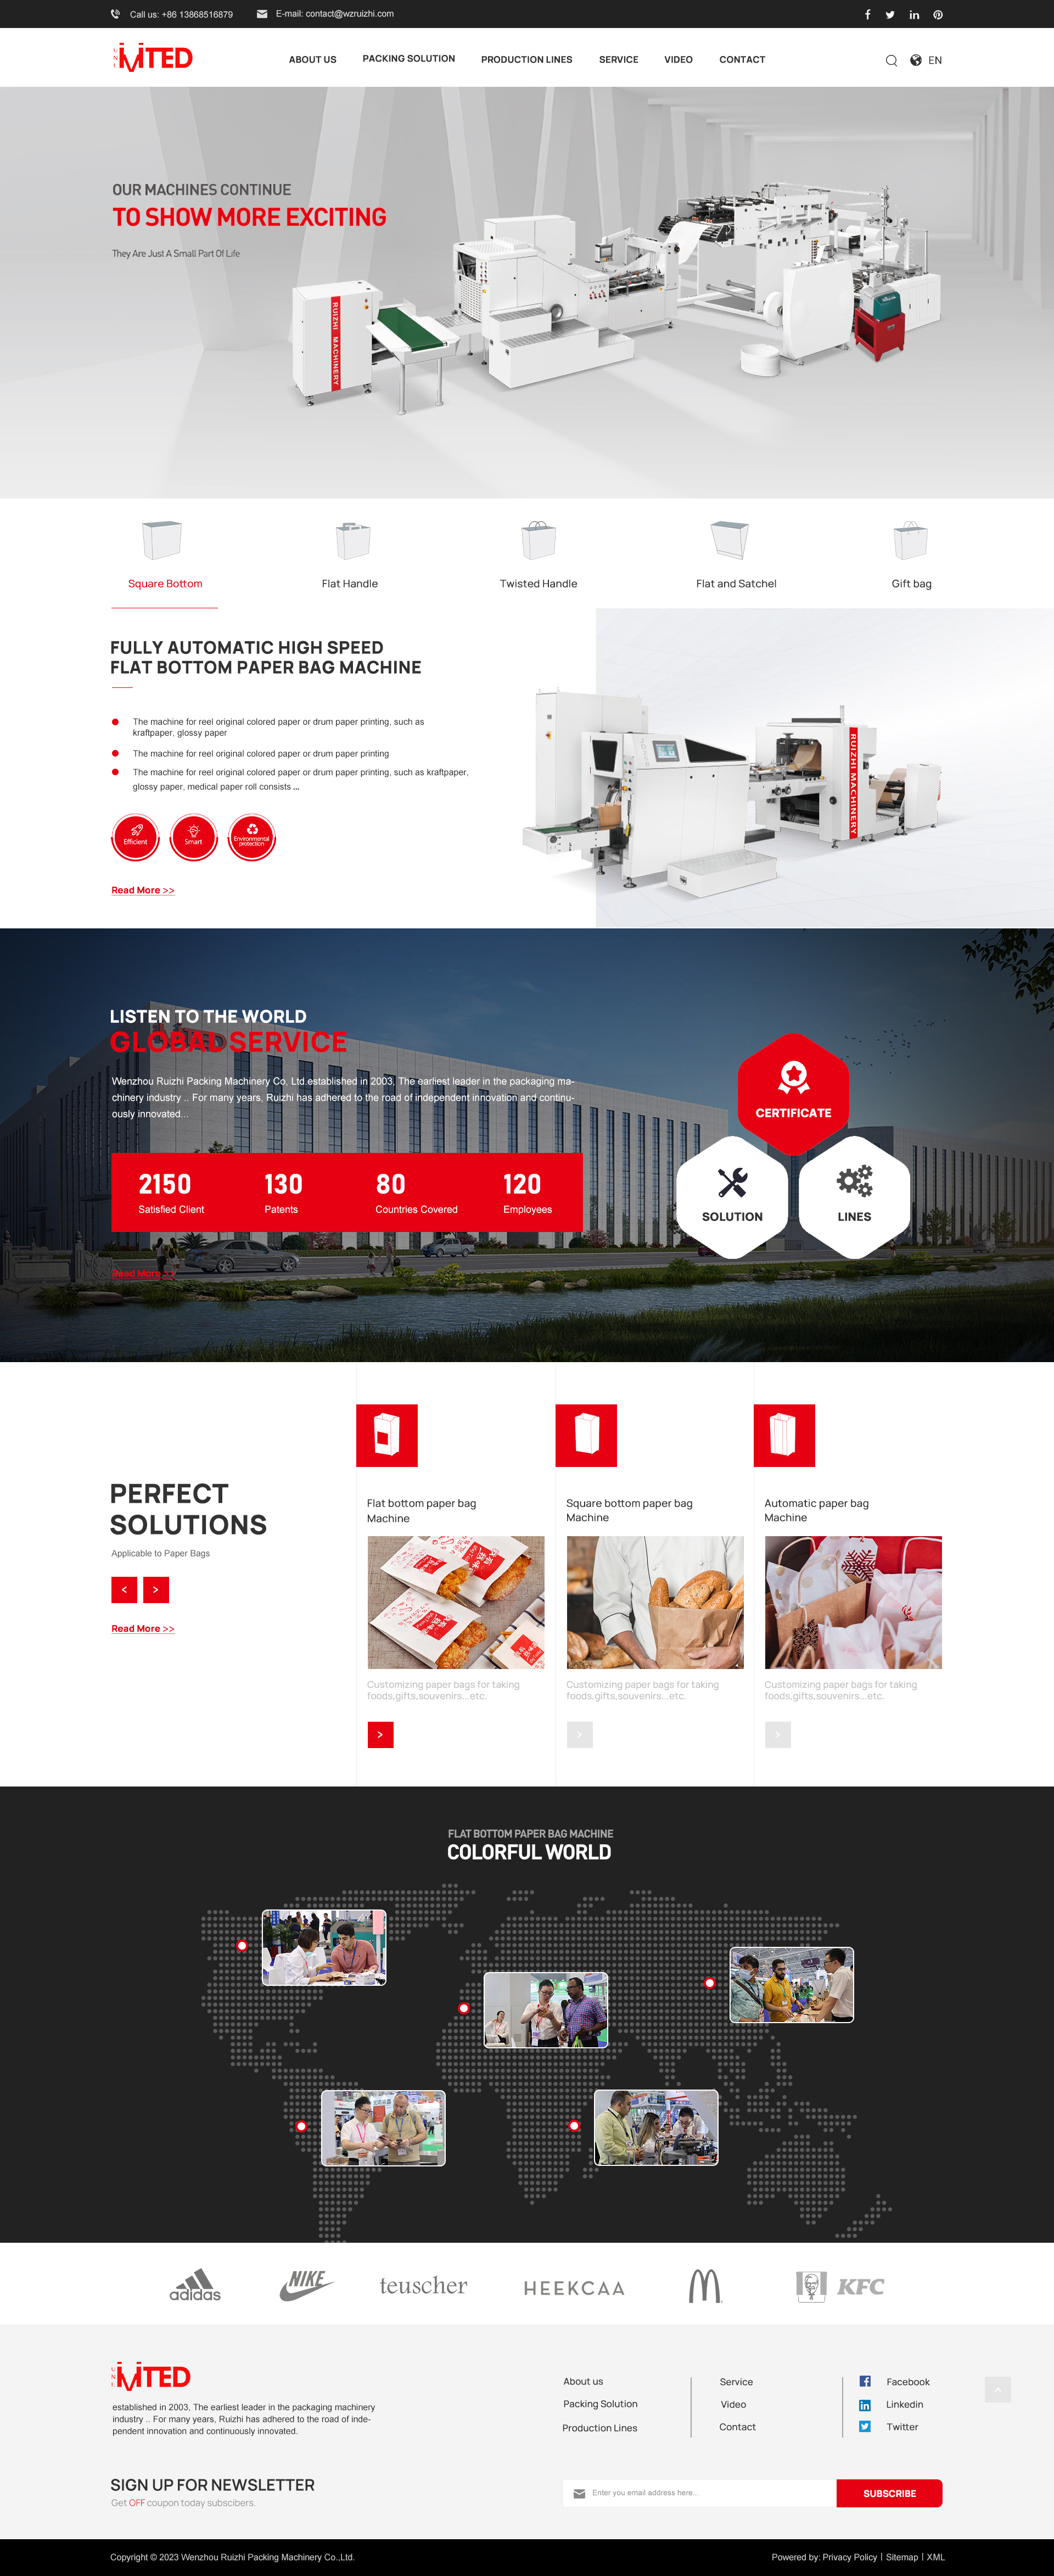 Call us: +86 13868516879
E-mail: contact@wzruizhi.com
UNLIMITED
ABOUT US
PACKING SOLUTION
PRODUCTION LINES
SERVICE
VIDEO
CONTACT
EN
OUR MACHINES CONTINUE
TO SHOW MORE EXCITING
They Are Just A Small Part Of Life
RUIZHI MACHINERY
Square Bottom
Flat Handle
Twisted Handle
Flat and Satchel
Gift bag
FULLY AUTOMATIC HIGH SPEED
FLAT BOTTOM PAPER BAG MACHINE
The machine for reel original colored paper or drum paper printing, such as
kraftpaper, glossy paper
The machine for reel original colored paper or drum paper printing
The machine for reel original colored paper or drum paper printing, such as kraftpaper,
glossy paper, medical paper roll consists ...
Efficient
Smart
Environmental
protection
Read More >>
RUIZHI MACHINERY
LISTEN TO THE WORLD
GLOBAL SERVICE
Wenzhou Ruizhi Packing Machinery Co, Ltd.established in 2003, The earliest leader in the packaging ma-
chinery industry .. For many years, Ruizhi has adhered to the road of independent innovation and continu-
ously innovated...
2150
Satisfied Client
130
Patents
80
Countries Covered
120
Employees
Read More >>
CERTIFICATE
SOLUTION
LINES
PERFECT
SOLUTIONS
Applicable to Paper Bags
< >
Read More >>
Flat bottom paper bag
Machine
Customizing paper bags for taking
foods,gifts,souvenirs...etc.
>
Square bottom paper bag
Machine
Customizing paper bags for taking
foods,gifts,souvenirs...etc.
>
Automatic paper bag
Machine
Customizing paper bags for taking
foods,gifts,souvenirs...etc.
>
FLAT BOTTOM PAPER BAG MACHINE
COLORFUL WORLD
adidas
NIKE
teuscher
HEEKCAA
KFC
UNLIMITED
established in 2003, The earliest leader in the packaging machinery
industry .. For many years, Ruizhi has adhered to the road of inde-
pendent innovation and continuously innovated.
About us
Packing Solution
Production Lines
Service
Video
Contact
Facebook
Linkedin
Twitter
SIGN UP FOR NEWSLETTER
Get OFF coupon today subscibers.
Enter you email address here...
SUBSCRIBE
Copyright © 2023 Wenzhou Ruizhi Packing Machinery Co.,Ltd.
Powered by: Privacy Policy | Sitemap | XML